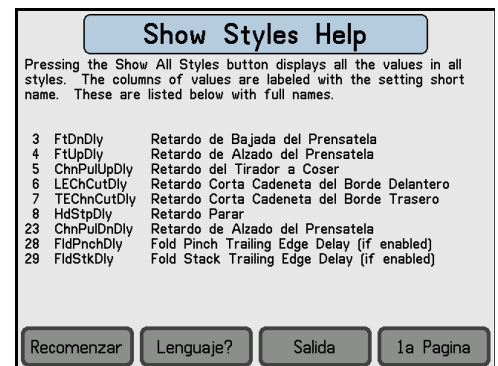 Show Styles Help
Pressing the Show All Styles button displays all the values in all
styles. The columns of values are labeled with the setting short
name. These are listed below with full names.
3 FtDnDly Retardo de Bajada del Prensatela
4 FtUpDly Retardo de Alzado del Prensatela
5 ChnPulUpDly Retardo del Tirador a Coser
6 LEChCutDly Retardo Corta Cadeneta del Borde Delantero
7 TEChnCutDly Retardo Corta Cadeneta del Borde Trasero
8 HdStpDly Retardo Parar
23 ChnPulDnDly Retardo de Alzado del Prensatela
28 FldPnchDly Fold Pinch Trailing Edge Delay (if enabled)
29 FldStkDly Fold Stack Trailing Edge Delay (if enabled)
Recomenzar Lenguaje? Salida 1a Pagina